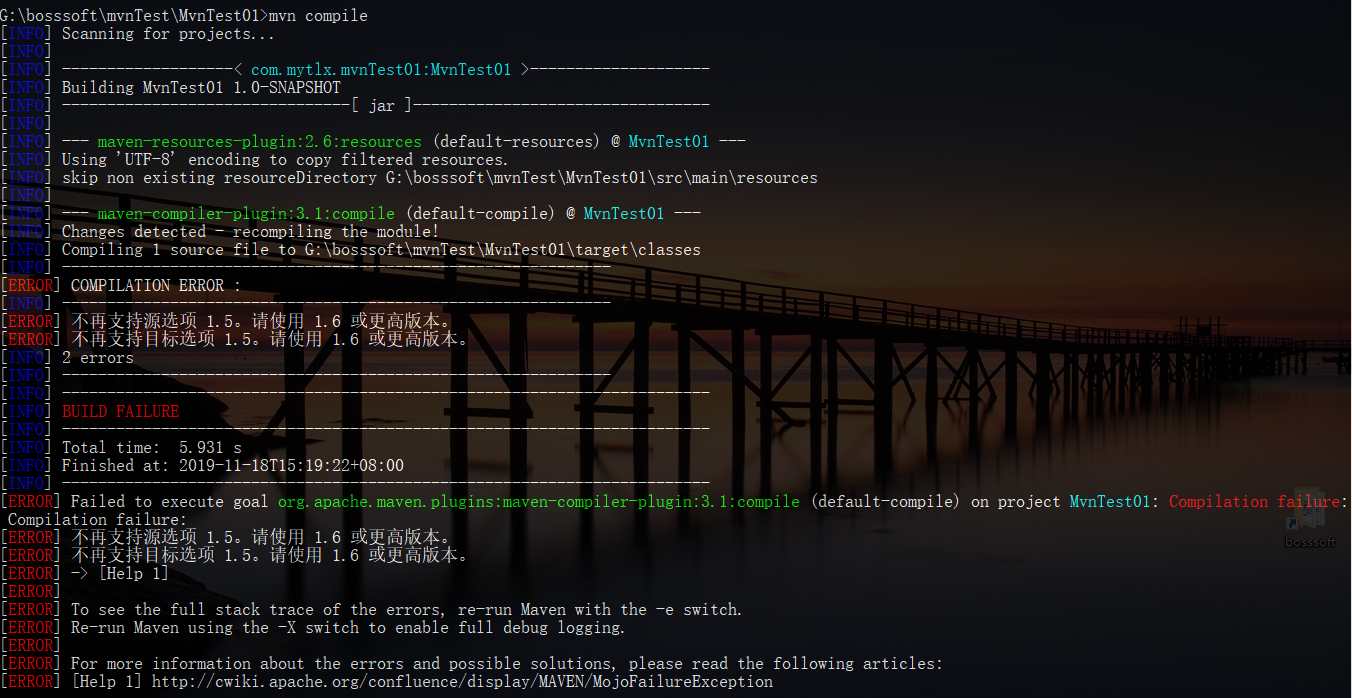 G:\bosssoft\mvnTest\MvnTest01>mvn compile
[INFO] Scanning for projects...
[INFO]
[INFO] -------------------< com.mytlx.mvnTest01:MvnTest01 >--------------------
[INFO] Building MvnTest01 1.0-SNAPSHOT
[INFO] --------------------------------[ jar ]---------------------------------
[INFO]
[INFO] --- maven-resources-plugin:2.6:resources (default-resources) @ MvnTest01 ---
[INFO] Using 'UTF-8' encoding to copy filtered resources.
[INFO] skip non existing resourceDirectory G:\bosssoft\mvnTest\MvnTest01\src\main\resources
[INFO]
[INFO] --- maven-compiler-plugin:3.1:compile (default-compile) @ MvnTest01 ---
[INFO] Changes detected - recompiling the module!
[INFO] Compiling 1 source file to G:\bosssoft\mvnTest\MvnTest01\target\classes
[INFO] -------------------------------------------------------------
[ERROR] COMPILATION ERROR :
[INFO] -------------------------------------------------------------
[ERROR] 不再支持源选项 1.5。请使用 1.6 或更高版本。
[ERROR] 不再支持目标选项 1.5。请使用 1.6 或更高版本。
[INFO] 2 errors
[INFO] -------------------------------------------------------------
[INFO] ------------------------------------------------------------------------
[INFO] BUILD FAILURE
[INFO] ------------------------------------------------------------------------
[INFO] Total time:  5.931 s
[INFO] Finished at: 2019-11-18T15:19:22+08:00
[INFO] ------------------------------------------------------------------------
[ERROR] Failed to execute goal org.apache.maven.plugins:maven-compiler-plugin:3.1:compile (default-compile) on project MvnTest01: Compilation failure:
 Compilation failure:
[ERROR] 不再支持源选项 1.5。请使用 1.6 或更高版本。
[ERROR] 不再支持目标选项 1.5。请使用 1.6 或更高版本。
[ERROR] -> [Help 1]
[ERROR]
[ERROR] To see the full stack trace of the errors, re-run Maven with the -e switch.
[ERROR] Re-run Maven using the -X switch to enable full debug logging.
[ERROR]
[ERROR] For more information about the errors and possible solutions, please read the following articles:
[ERROR] [Help 1] http://cwiki.apache.org/confluence/display/MAVEN/MojoFailureException
bosssoft